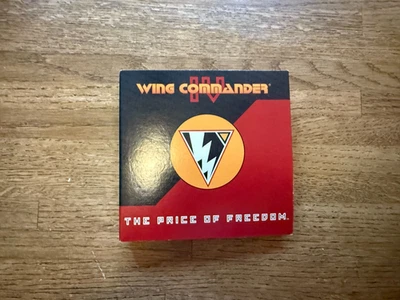 WING COMMANDER
IV
THE PRICE OF FREEDOM.